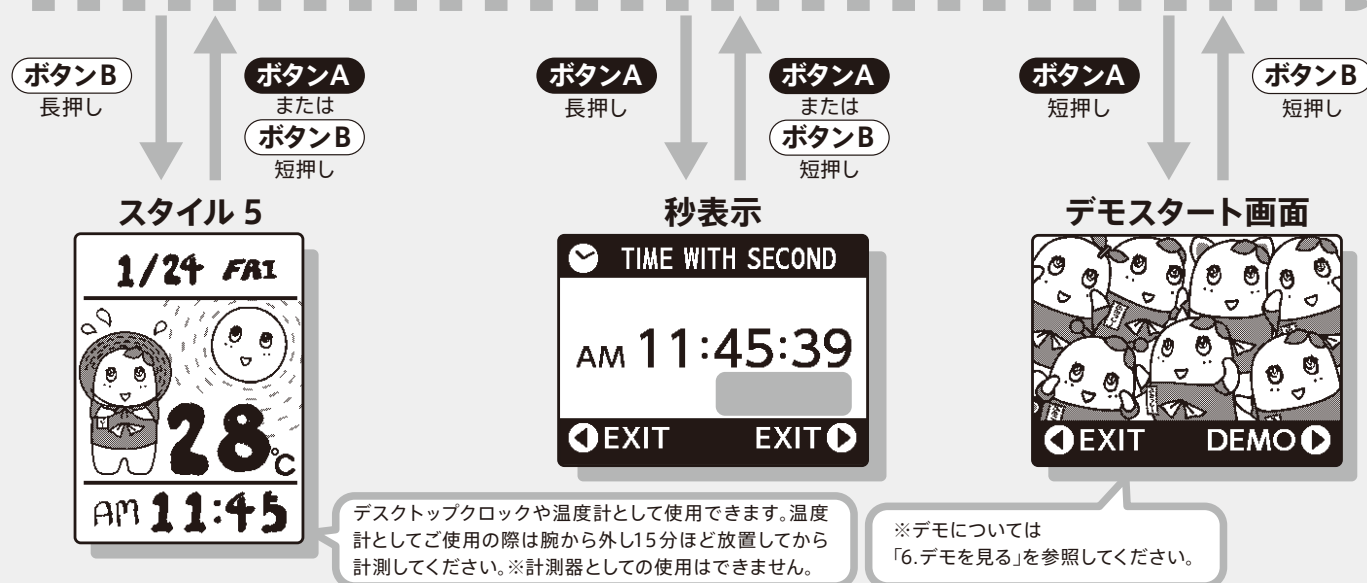 ボタンB
長押し
ボタンA
または
ボタンB
短押し
ボタンA
長押し
ボタンA
または
ボタンB
短押し
ボタンA
短押し
ボタンB
短押し
スタイル 5
1/24 FRI
28℃
AM 11:45
秒表示
TIME WITH SECOND
AM 11:45:39
EXIT EXIT
デモスタート画面
EXIT DEMO
デスクトップクロックや温度計として使用できます。温度
計としてご使用の際は腕から外し15分ほど放置してから
計測してください。※計測器としての使用はできません。
※デモについては
「6.デモを見る」を参照してください。